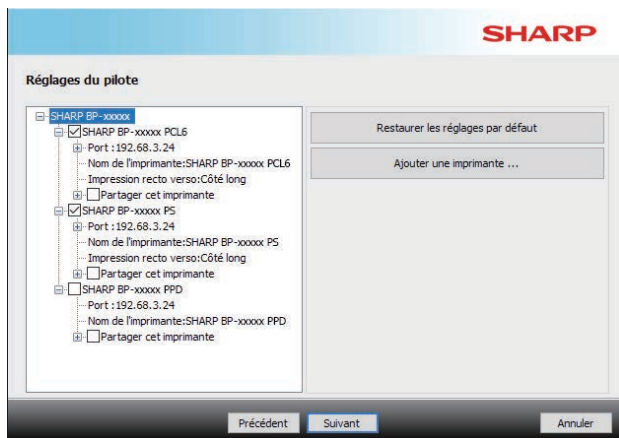 SHARP
Réglages du pilote
SHARP BP-xxxxx
SHARP BP-xxxxx PCL6
Port :192.68.3.24
Nom de l'imprimante:SHARP BP-xxxxx PCL6
Impression recto verso:Côté long
Partager cet imprimante
SHARP BP-xxxxx PS
Port :192.68.3.24
Nom de l'imprimante:SHARP BP-xxxxx PS
Impression recto verso:Côté long
Partager cet imprimante
SHARP BP-xxxxx PPD
Port :192.68.3.24
Nom de l'imprimante:SHARP BP-xxxxx PPD
Partager cet imprimante
Restaurer les réglages par défaut
Ajouter une imprimante ...
Précédent
Suivant
Annuler